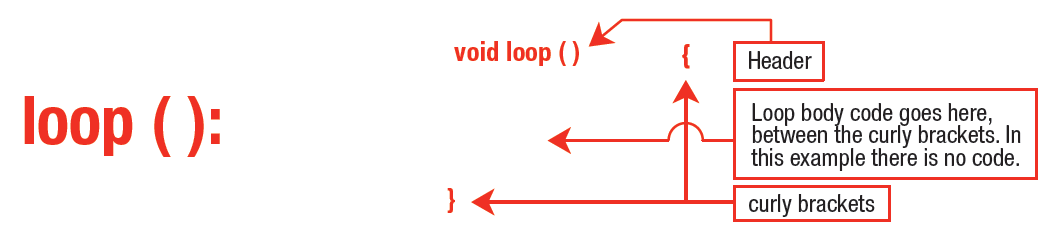 loop ( ):
void loop ( )
{
Header
Loop body code goes here,
between the curly brackets. In
this example there is no code.
}
curly brackets